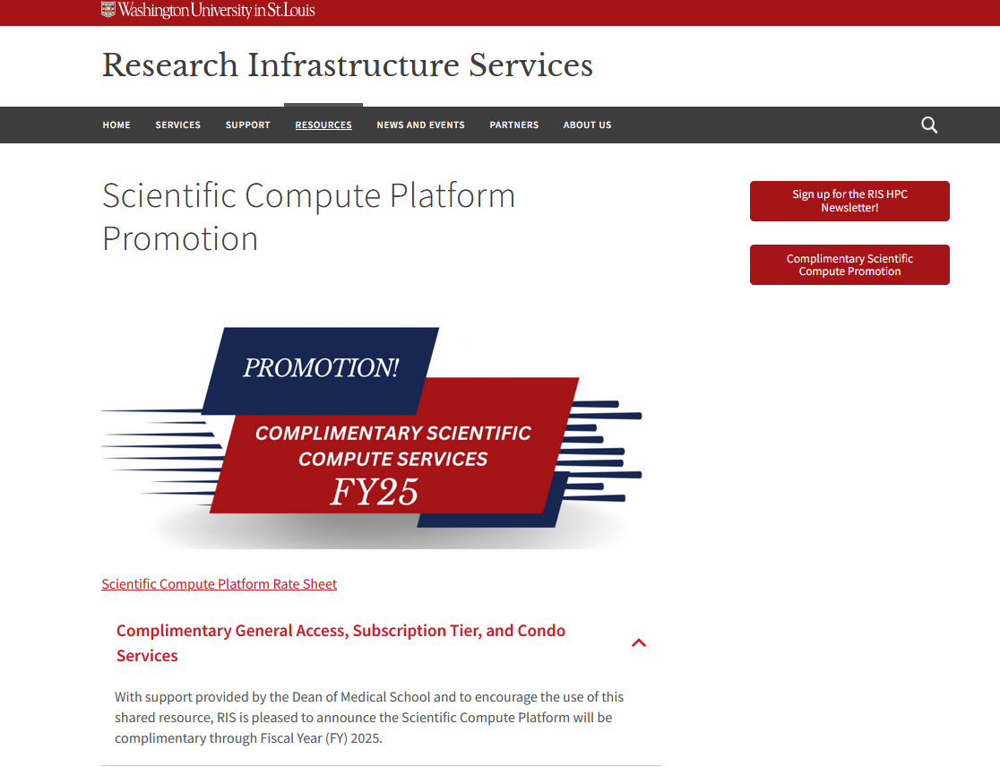 Washington University in St. Louis
Research Infrastructure Services
HOME SERVICES SUPPORT RESOURCES NEWS AND EVENTS PARTNERS ABOUT US
Scientific Compute Platform
Promotion
Sign up for the RIS HPC
Newsletter!
Complimentary Scientific
Compute Promotion
PROMOTION!
COMPLIMENTARY SCIENTIFIC
COMPUTE SERVICES
FY25
Scientific Compute Platform Rate Sheet
Complimentary General Access, Subscription Tier, and Condo
Services
With support provided by the Dean of Medical School and to encourage the use of this
shared resource, RIS is pleased to announce the Scientific Compute Platform will be
complimentary through Fiscal Year (FY) 2025.